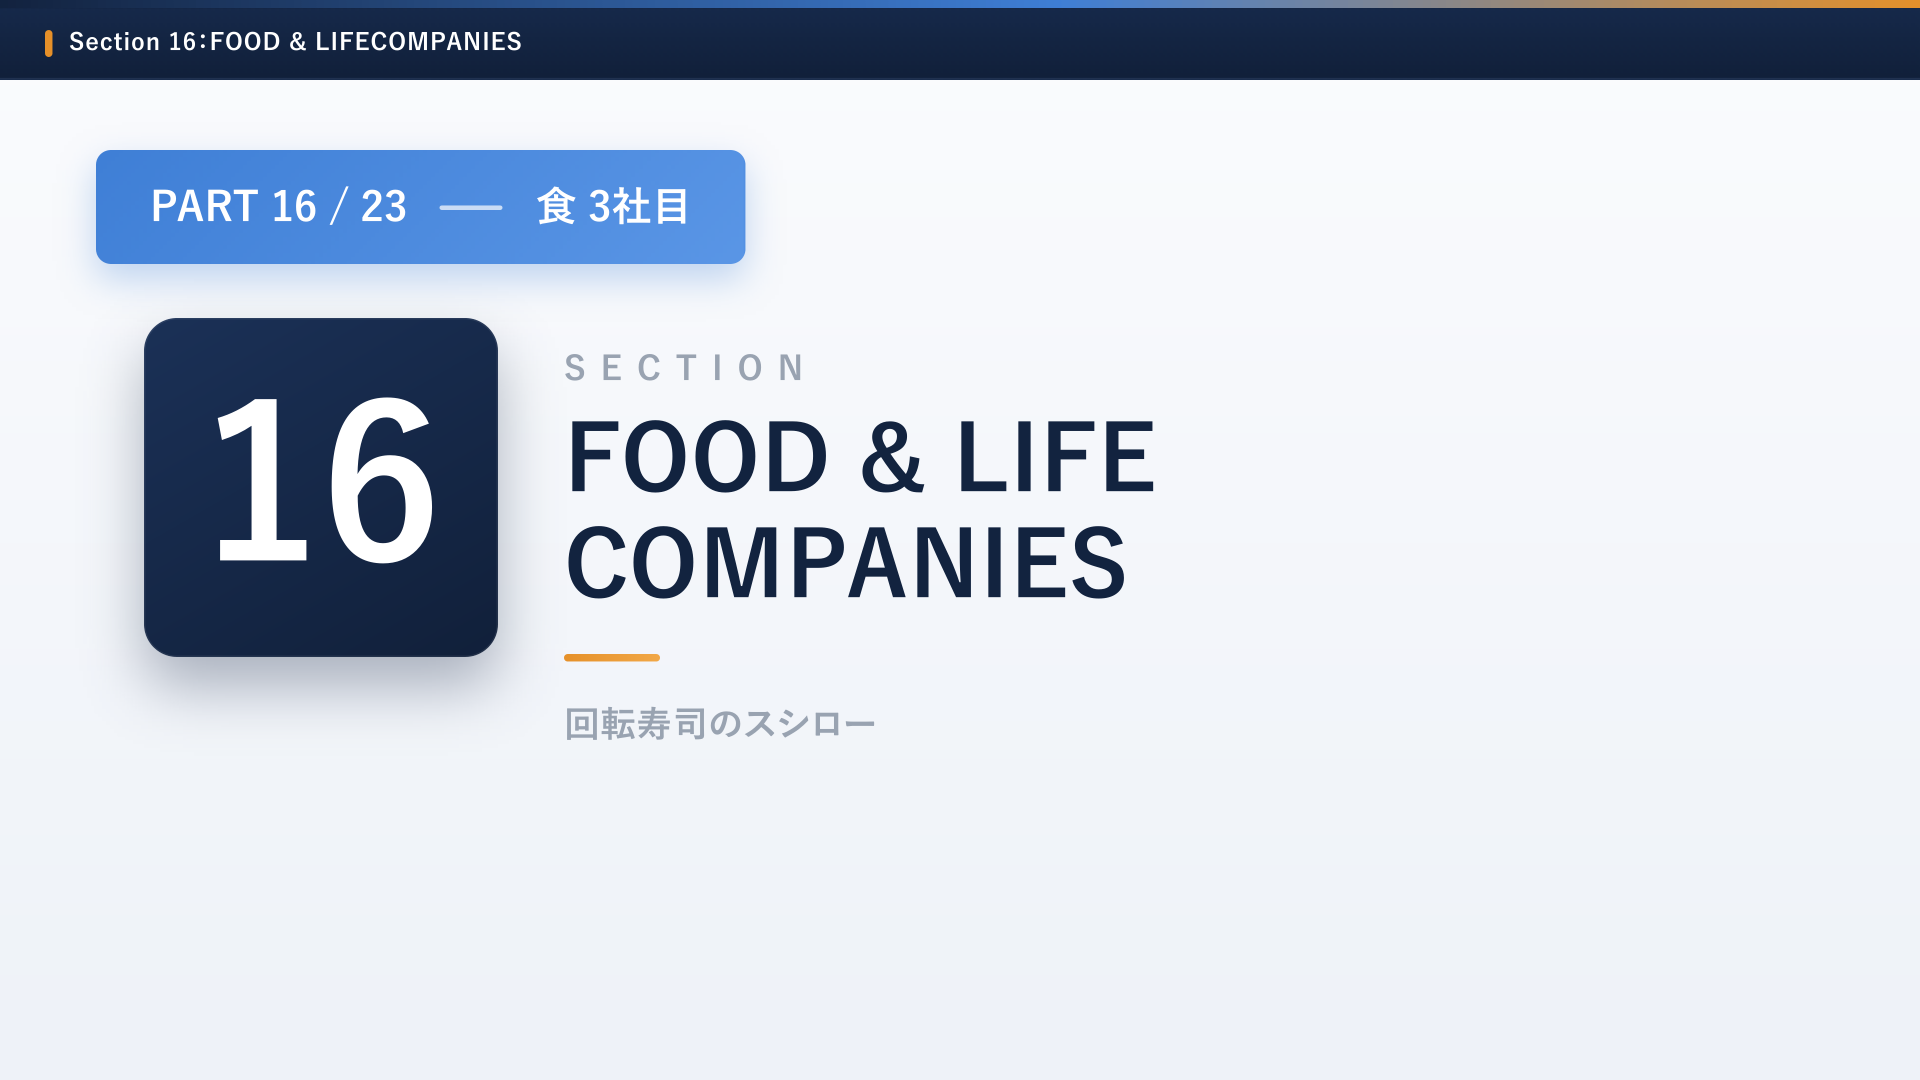 Section 16：FOOD & LIFECOMPANIES
PART 16 / 23 — 食 3社目
16
SECTION
FOOD & LIFE
COMPANIES
回転寿司のスシロー